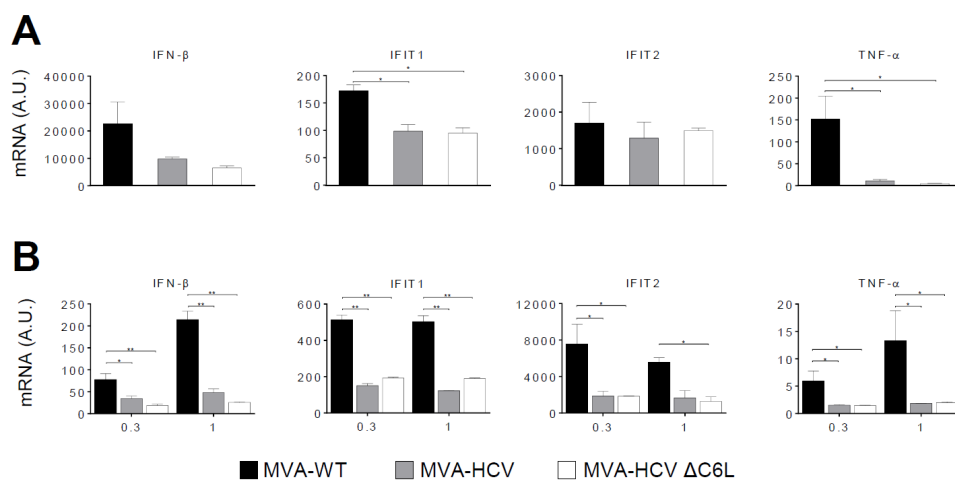 A
IFN-β IFIT1 IFIT2 TNF-α
mRNA (A.U.)
40000 30000 20000 10000 0
200 150 100 50 0
3000 2000 1000 0
250 200 150 100 50 0
* *
* *
B
IFN-β IFIT1 IFIT2 TNF-α
mRNA (A.U.)
250 200 150 100 50 0
600 400 200 0
12000 8000 4000 0
20 15 10 5 0
** ** ** *
** ** ** **
* * *
* * * *
0.3 1 0.3 1 0.3 1 0.3 1
MVA-WT MVA-HCV MVA-HCV ΔC6L